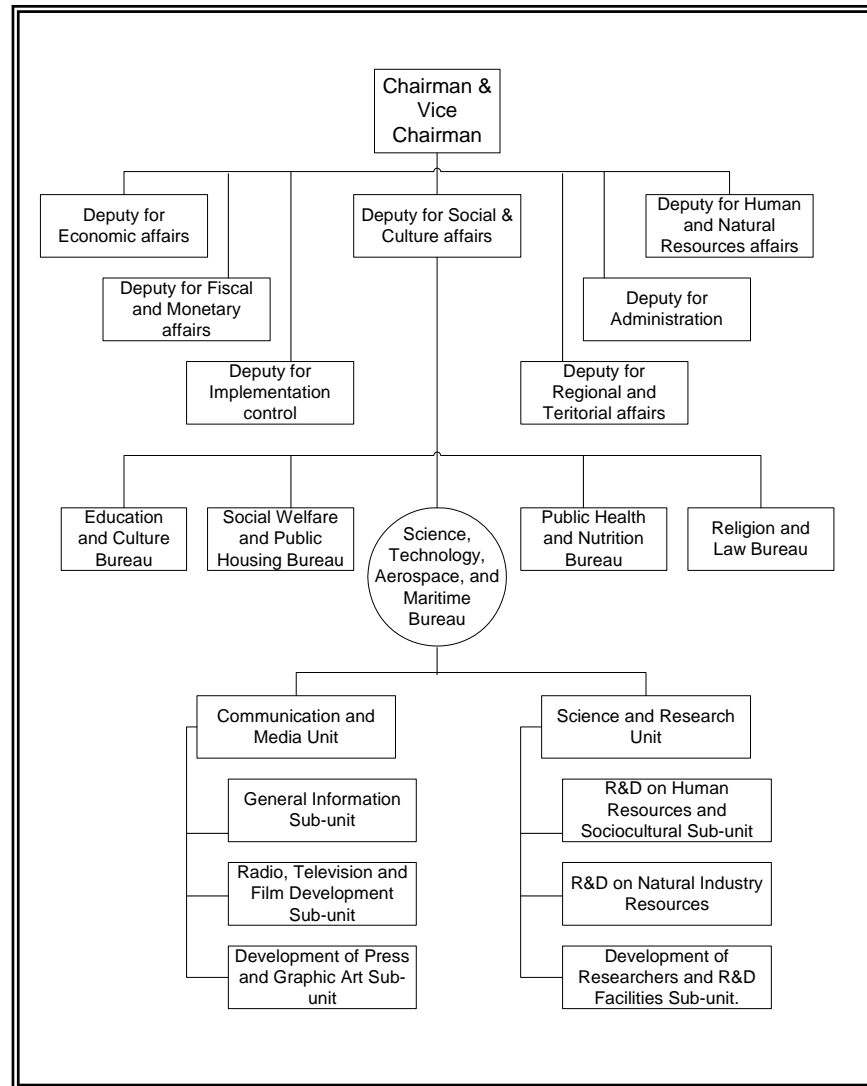 Chairman &
Vice
Chairman
Deputy for
Economic affairs
Deputy for Social &
Culture affairs
Deputy for Human
and Natural
Resources affairs
Deputy for Fiscal
and Monetary
affairs
Deputy for
Administration
Deputy for
Implementation
control
Deputy for
Regional and
Teritorial affairs
Education
and Culture
Bureau
Social Welfare
and Public
Housing Bureau
Science,
Technology,
Aerospace, and
Maritime
Bureau
Public Health
and Nutrition
Bureau
Religion and
Law Bureau
Communication and
Media Unit
General Information
Sub-unit
Radio, Television and
Film Development
Sub-unit
Development of Press
and Graphic Art Sub-
unit
Science and Research
Unit
R&D on Human
Resources and
Sociocultural Sub-unit
R&D on Natural Industry
Resources
Development of
Researchers and R&D
Facilities Sub-unit.